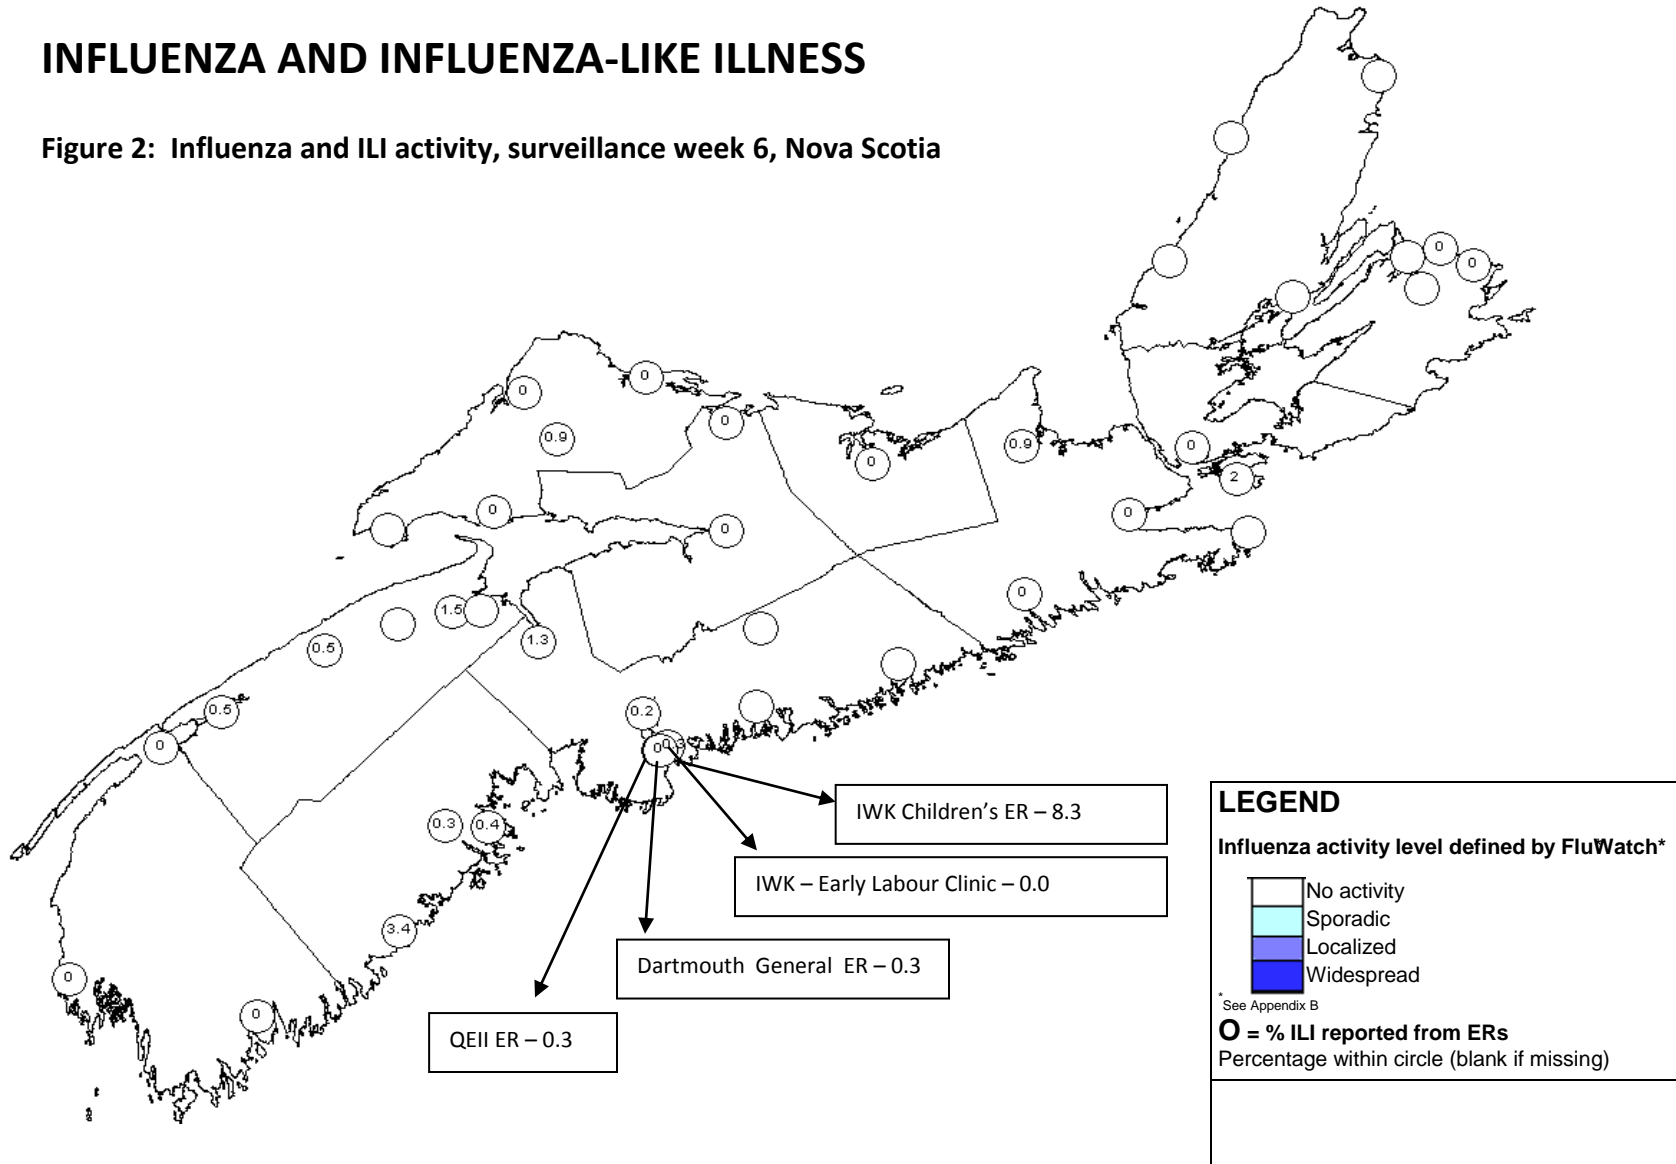 INFLUENZA AND INFLUENZA-LIKE ILLNESS
Figure 2: Influenza and ILI activity, surveillance week 6, Nova Scotia
0
0
0
0
0
0.9
0
0.9
0
0
2
0
0
0
0
1.5
1.3
0.5
0.5
0.2
0
0
0.3
0.3
0.4
3.4
0
0
IWK Children's ER – 8.3
IWK – Early Labour Clinic – 0.0
Dartmouth General ER – 0.3
QEII ER – 0.3
LEGEND
Influenza activity level defined by FluWatch*
No activity
Sporadic
Localized
Widespread
*See Appendix B
O = % ILI reported from ERs
Percentage within circle (blank if missing)